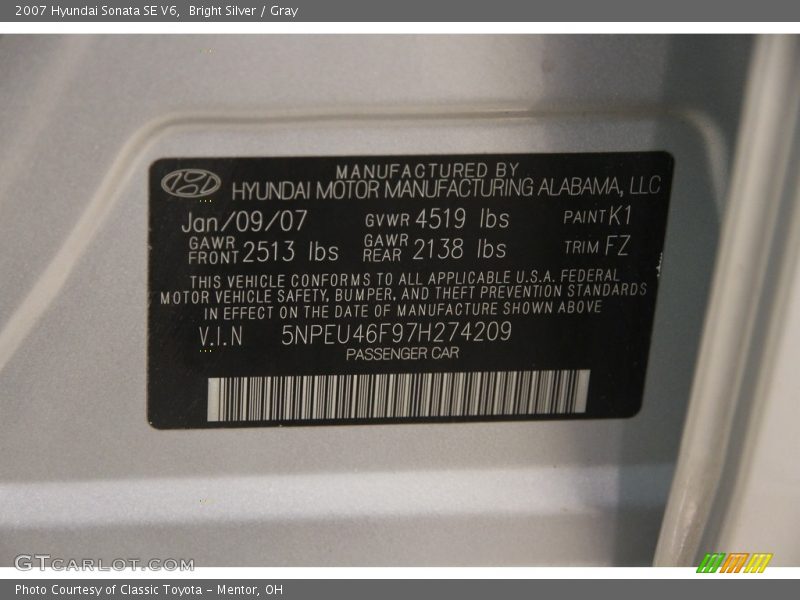 2007 Hyundai Sonata SE V6,  Bright Silver / Gray
MANUFACTURED BY
HYUNDAI MOTOR MANUFACTURING ALABAMA, LLC
Jan/09/07 GVWR 4519 lbs PAINT K1
GAWR FRONT 2513 lbs GAWR REAR 2138 lbs TRIM FZ
THIS VEHICLE CONFORMS TO ALL APPLICABLE U.S.A. FEDERAL
MOTOR VEHICLE SAFETY, BUMPER, AND THEFT PREVENTION STANDARDS
IN EFFECT ON THE DATE OF MANUFACTURE SHOWN ABOVE
V.I.N 5NPEU46F97H274209
PASSENGER CAR
GTCarLot.com
Photo Courtesy of Classic Toyota - Mentor, OH